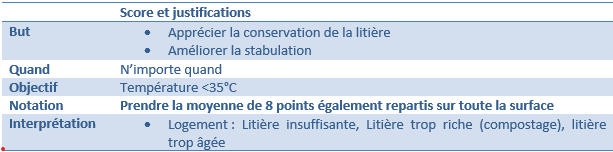 Score et justifications
But
• Apprécier la conservation de la litière
• Améliorer la stabulation
Quand N’importe quand
Objectif Température <35°C
Notation Prendre la moyenne de 8 points également repartis sur toute la surface
Interprétation • Logement : Litière insuffisante, Litière trop riche (compostage), litière
trop âgée